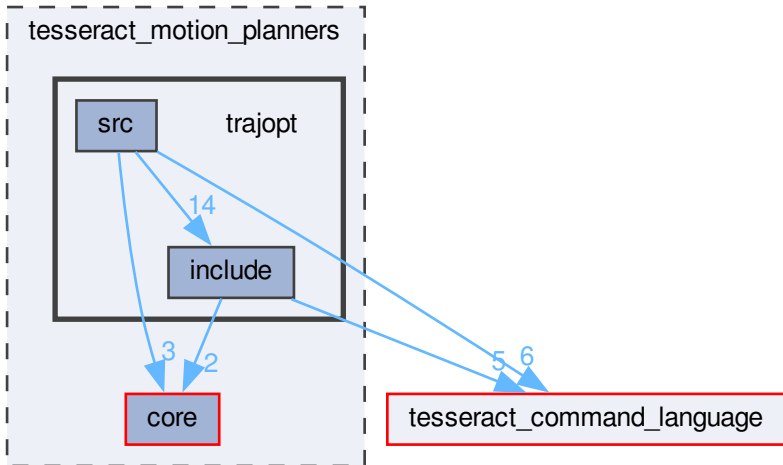 tesseract_motion_planners
src
trajopt
14
include
3
2
5
6
core
tesseract_command_language